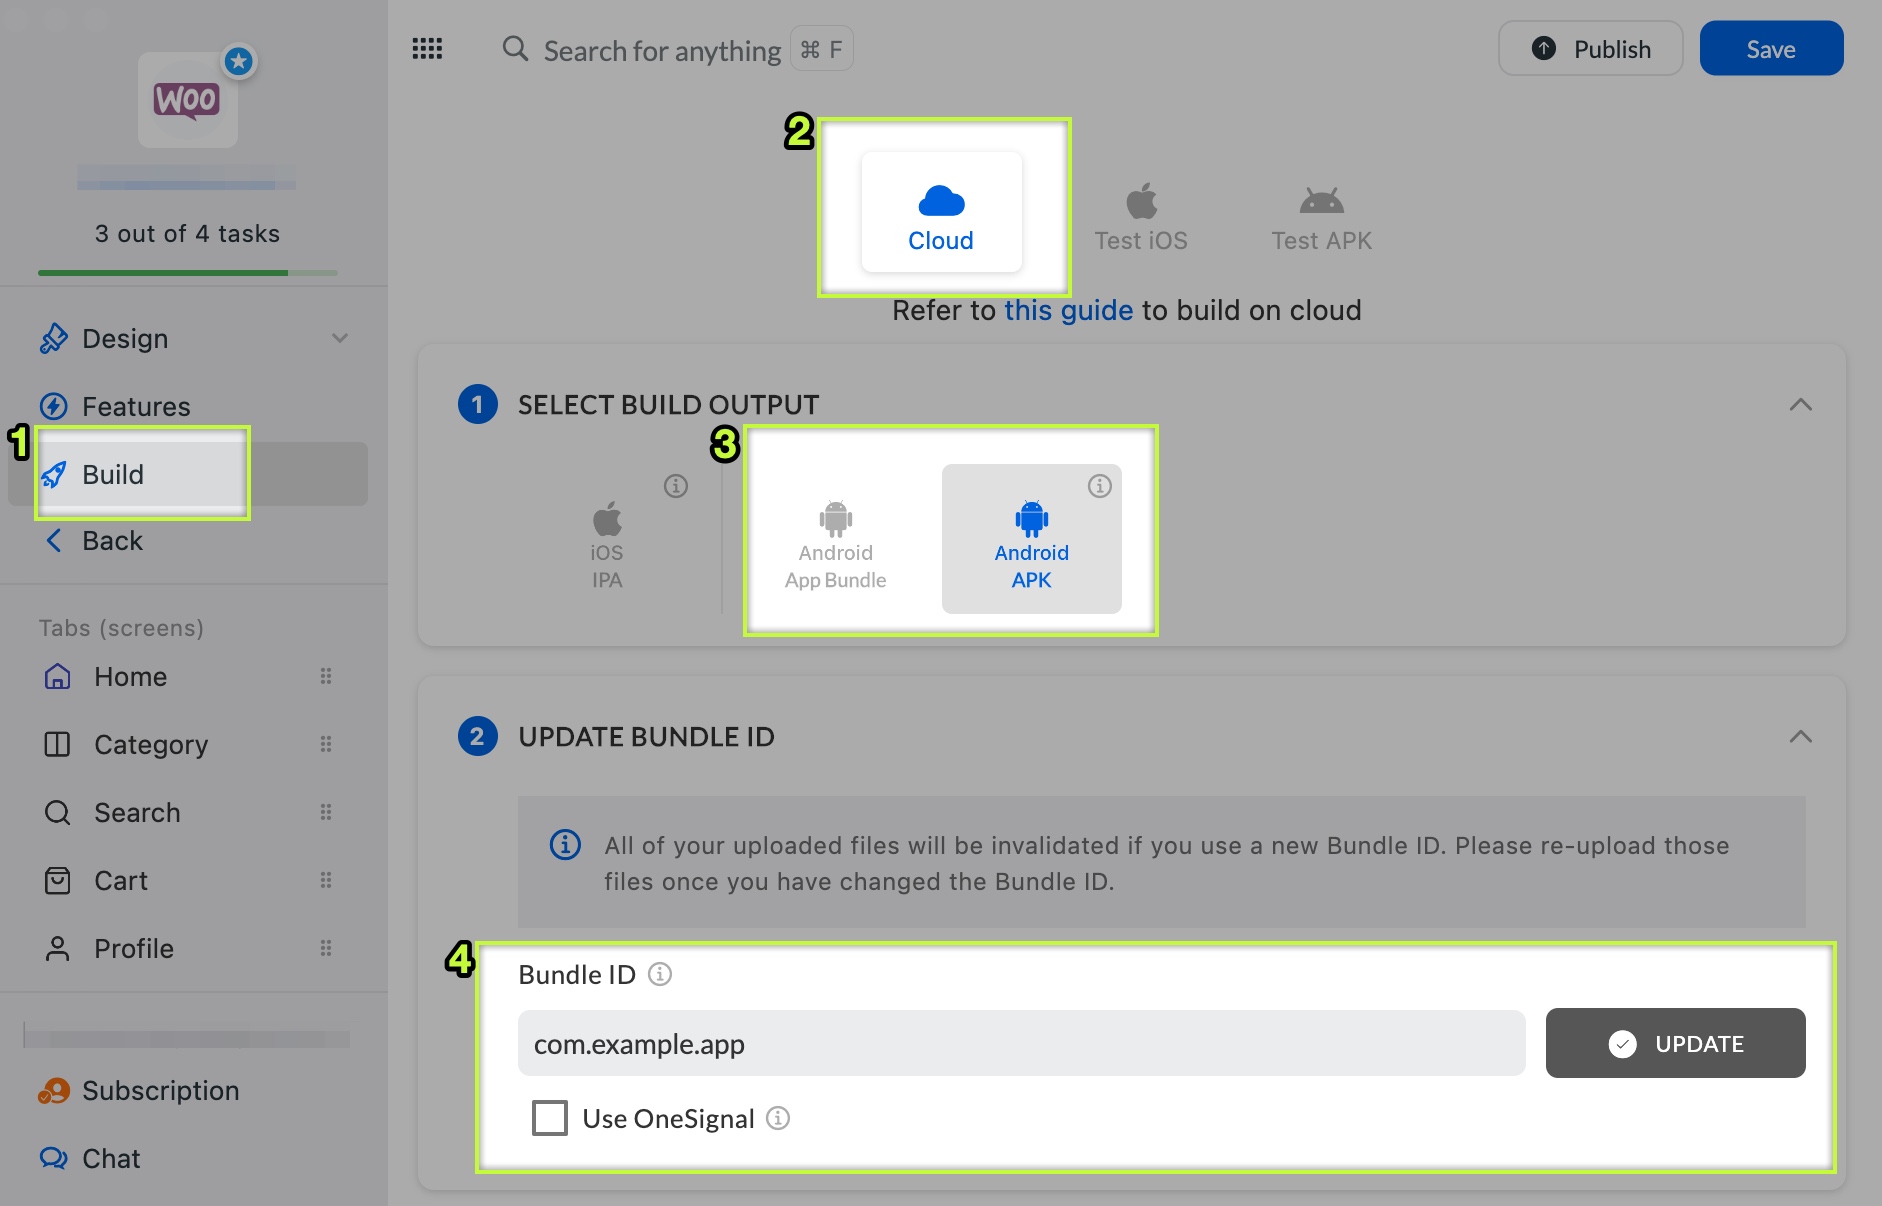 WOO
3 out of 4 tasks
Design
Features
1
Build
Back
Tabs (screens)
Home
Category
Search
Cart
Profile
Subscription
Chat
Search for anything ⌘ F
Publish
Save
2
Cloud
Test iOS
Test APK
Refer to this guide to build on cloud
1 SELECT BUILD OUTPUT
3
iOS
IPA
Android
App Bundle
Android
APK
2 UPDATE BUNDLE ID
All of your uploaded files will be invalidated if you use a new Bundle ID. Please re-upload those
files once you have changed the Bundle ID.
4
Bundle ID
com.example.app
UPDATE
Use OneSignal